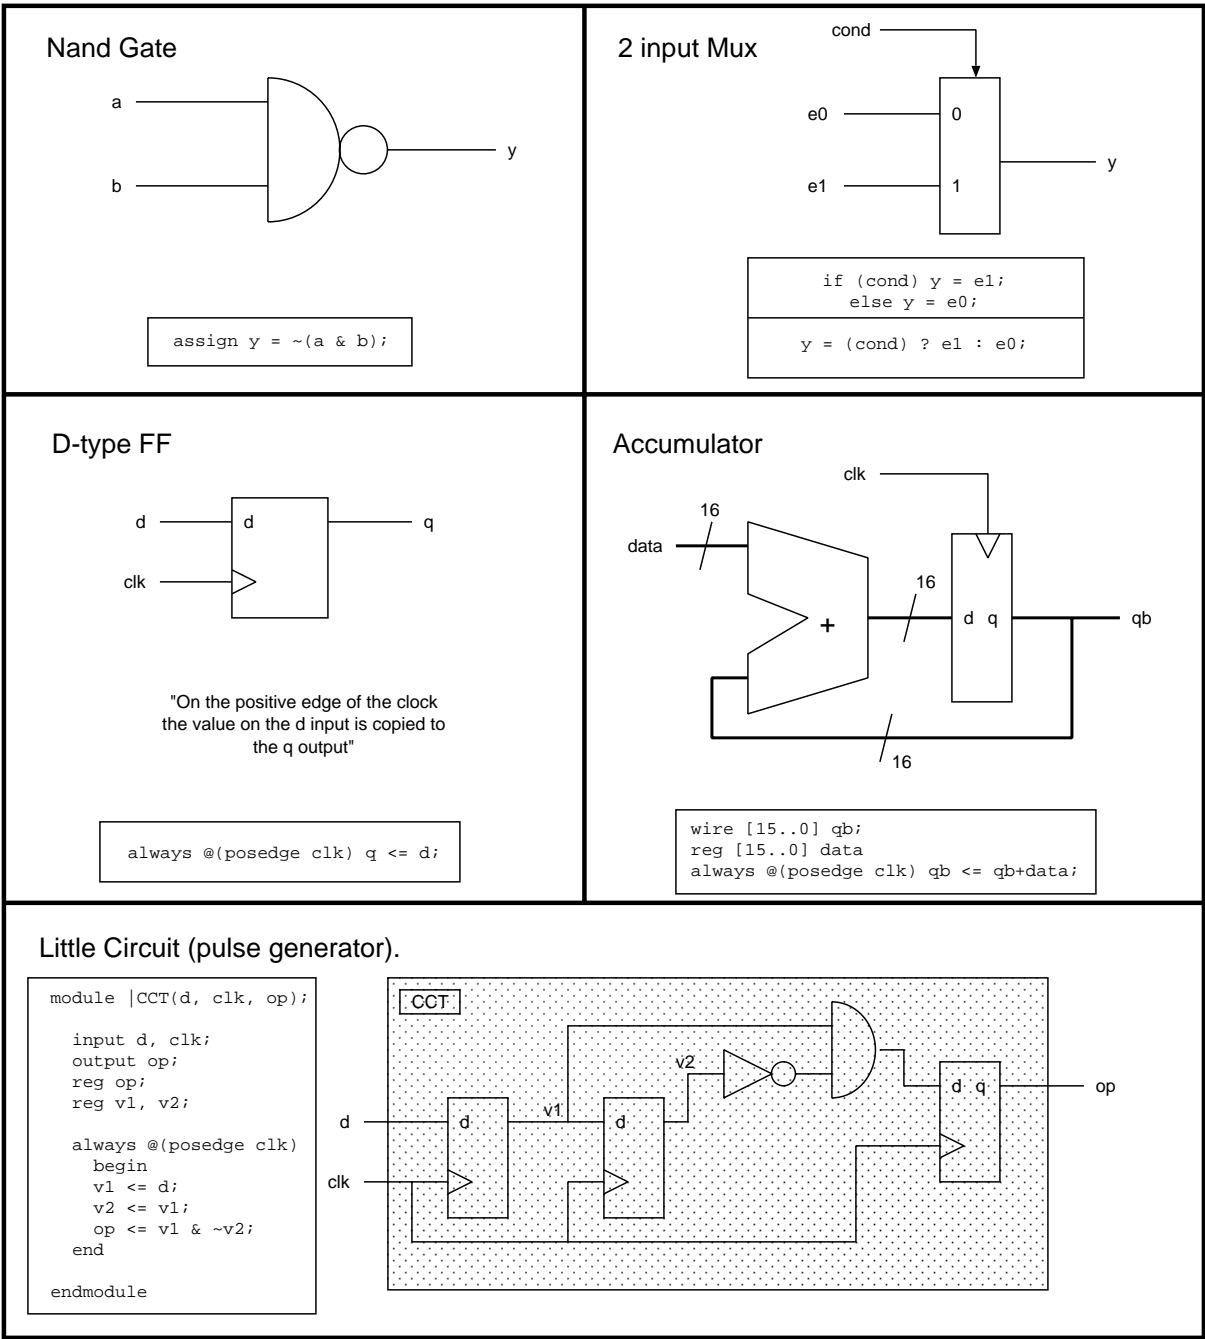 Nand Gate
a
b
y
assign y = ~(a & b);
2 input Mux
cond
e0
0
e1
1
y
if (cond) y = e1;
else y = e0;
y = (cond) ? e1 : e0;
D-type FF
d
d
q
clk
"On the positive edge of the clock
the value on the d input is copied to
the q output"
always @(posedge clk) q <= d;
Accumulator
clk
16
data
16
+
d q
qb
16
wire [15..0] qb;
reg [15..0] data
always @(posedge clk) qb <= qb+data;
Little Circuit (pulse generator).
module |CCT(d, clk, op);
input d, clk;
output op;
reg op;
reg v1, v2;
always @(posedge clk)
begin
v1 <= d;
v2 <= v1;
op <= v1 & ~v2;
end
endmodule
CCT
v2
d q
op
v1
d
d
d
clk